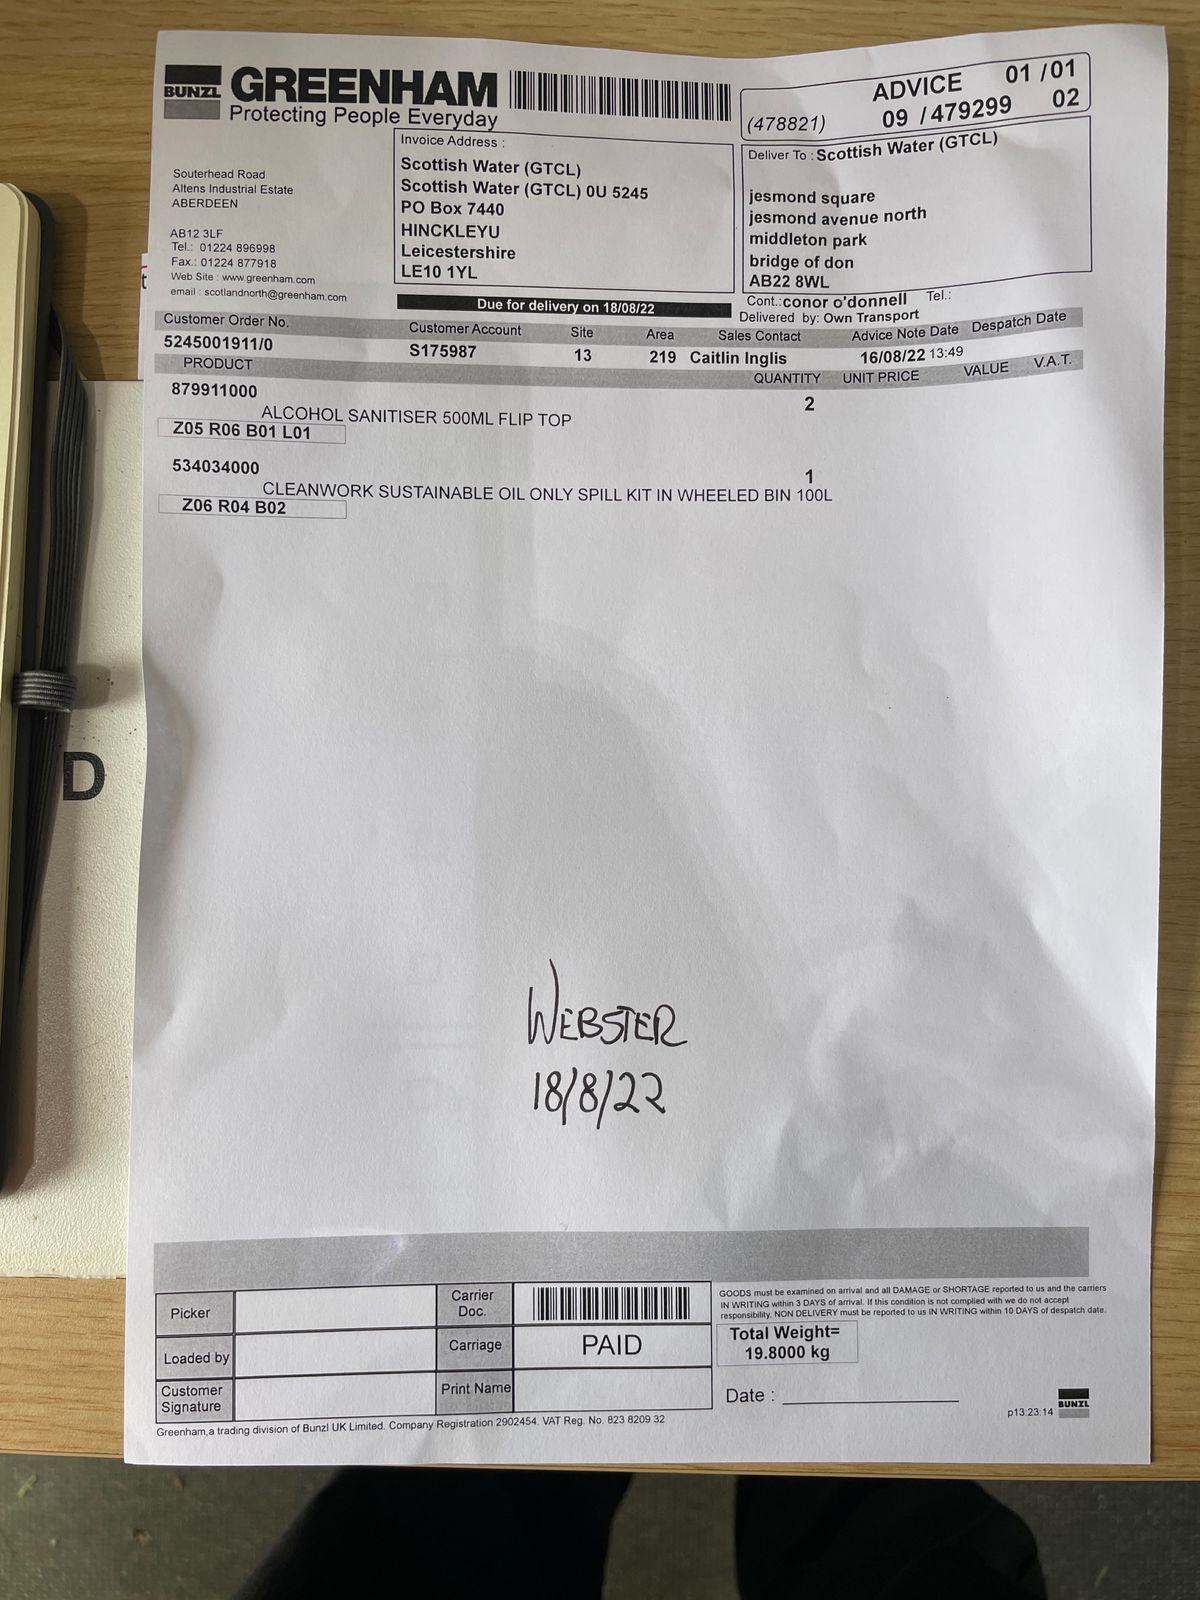 BUNZL GREENHAM
Protecting People Everyday
ADVICE 01 /01
(478821) 09 /479299 02
Souterhead Road
Altens Industrial Estate
ABERDEEN
AB12 3LF
Tel.: 01224 896998
Fax.: 01224 877918
Web Site : www.greenham.com
email : scotlandnorth@greenham.com
Invoice Address :
Scottish Water (GTCL)
Scottish Water (GTCL) 0U 5245
PO Box 7440
HINCKLEYU
Leicestershire
LE10 1YL
Deliver To : Scottish Water (GTCL)
jesmond square
jesmond avenue north
middleton park
bridge of don
AB22 8WL
Due for delivery on 18/08/22
Cont.: conor o'donnell Tel.:
Delivered by: Own Transport
Customer Order No. Customer Account Site Area Sales Contact Advice Note Date Despatch Date
5245001911/0 S175987 13 219 Caitlin Inglis 16/08/22 13:49
PRODUCT QUANTITY UNIT PRICE VALUE V.A.T.
879911000 2
ALCOHOL SANITISER 500ML FLIP TOP
Z05 R06 B01 L01
534034000 1
CLEANWORK SUSTAINABLE OIL ONLY SPILL KIT IN WHEELED BIN 100L
Z06 R04 B02
D
t
WEBSTER
18/8/22
Picker
Carrier Doc.
Loaded by
Carriage PAID
Customer Signature
Print Name
GOODS must be examined on arrival and all DAMAGE or SHORTAGE reported to us and the carriers
IN WRITING within 3 DAYS of arrival. If this condition is not complied with we do not accept
responsibility. NON DELIVERY must be reported to us IN WRITING within 10 DAYS of despatch date.
Total Weight=
19.8000 kg
Date :
BUNZL
p13:23:14
Greenham,a trading division of Bunzl UK Limited. Company Registration 2902454. VAT Reg. No. 823 8209 32